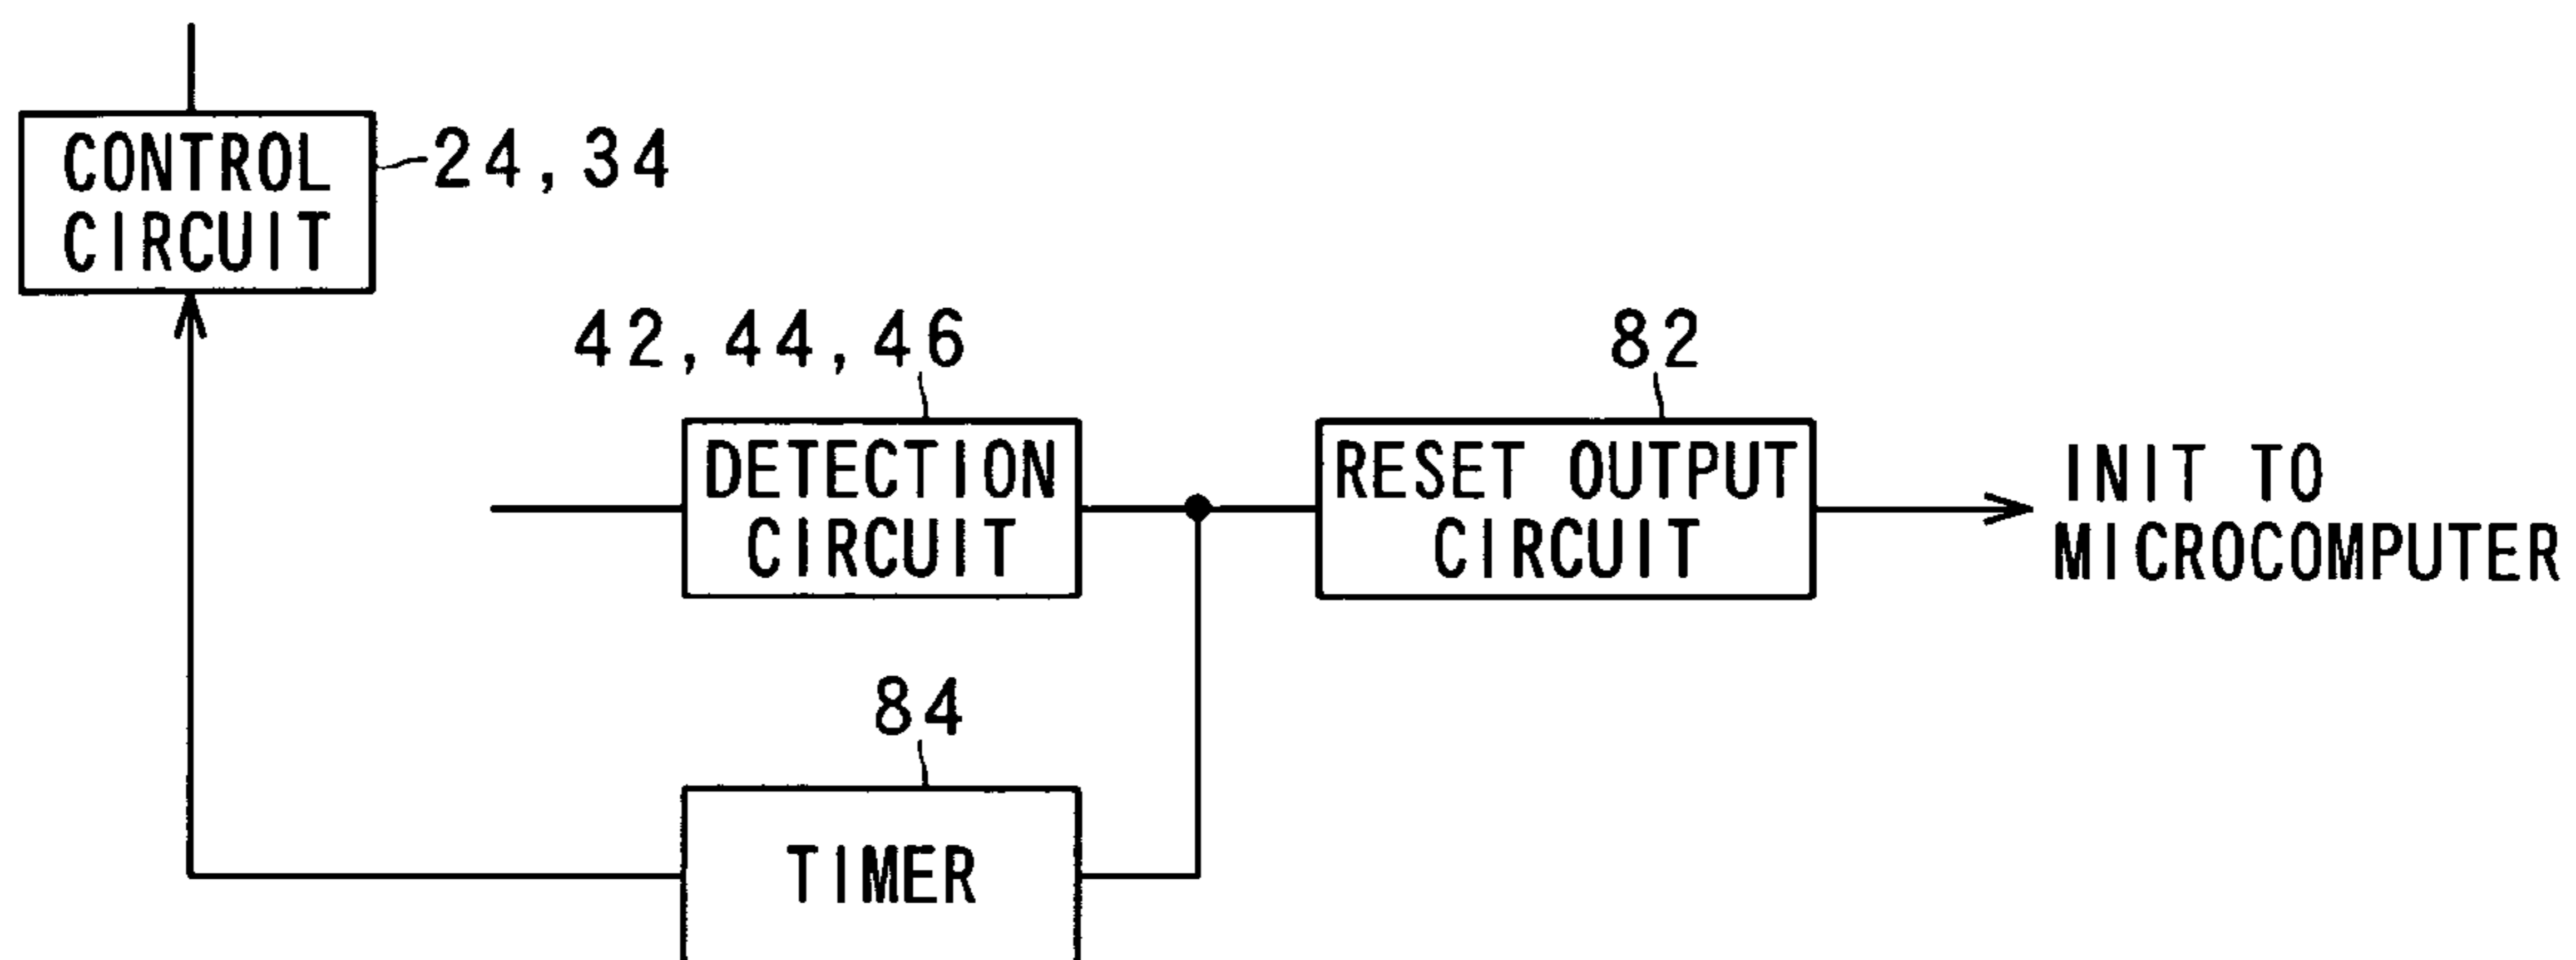 CONTROL
CIRCUIT
24,34
42,44,46
82
DETECTION
CIRCUIT
RESET OUTPUT
CIRCUIT
INIT TO
MICROCOMPUTER
84
TIMER